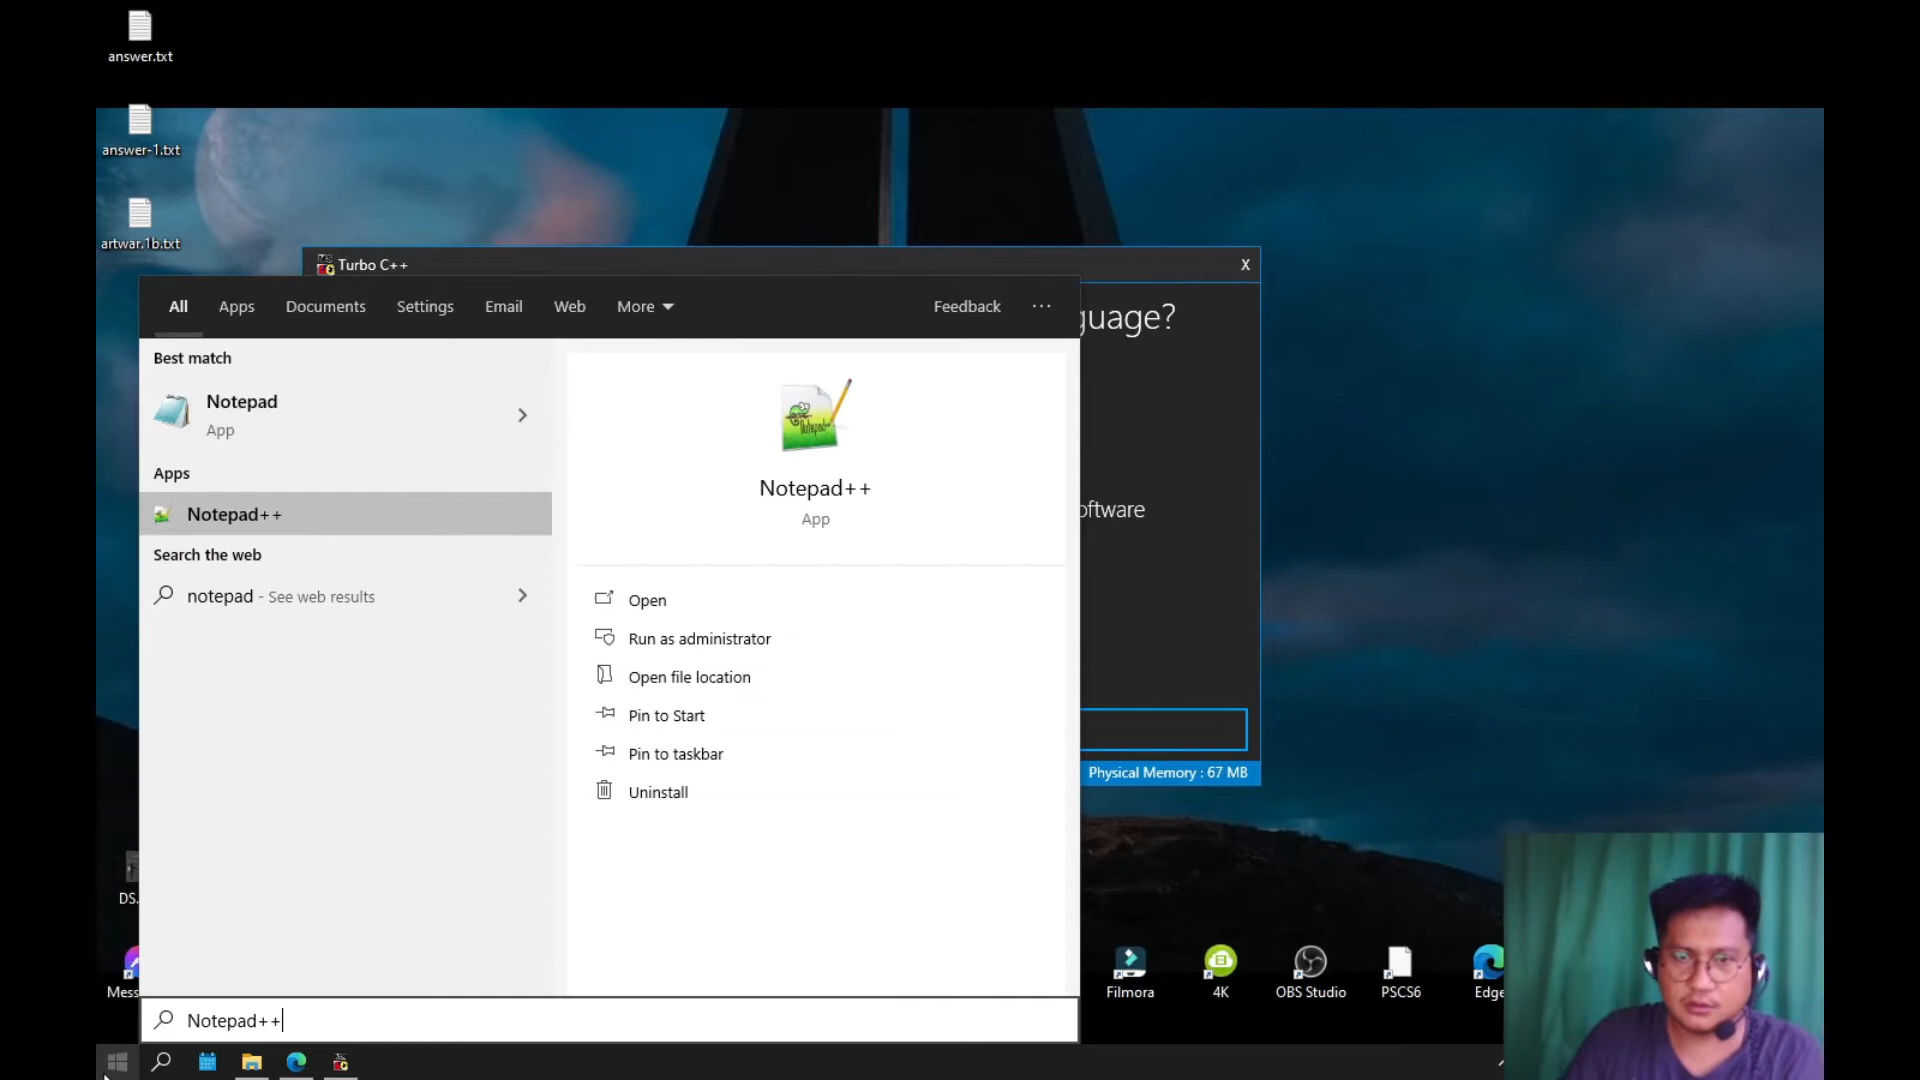 answer.txt
answer-1.txt
artwar.1b.txt
Turbo C++
X
All Apps Documents Settings Email Web More Feedback ...
guage?
Best match
Notepad
App
Apps
Notepad++
Search the web
notepad - See web results
Notepad++
App
oftware
Open
Run as administrator
Open file location
Pin to Start
Pin to taskbar
Uninstall
Physical Memory : 67 MB
DS.
Mess
Filmora
4K
OBS Studio
PSCS6
Edge
Notepad++